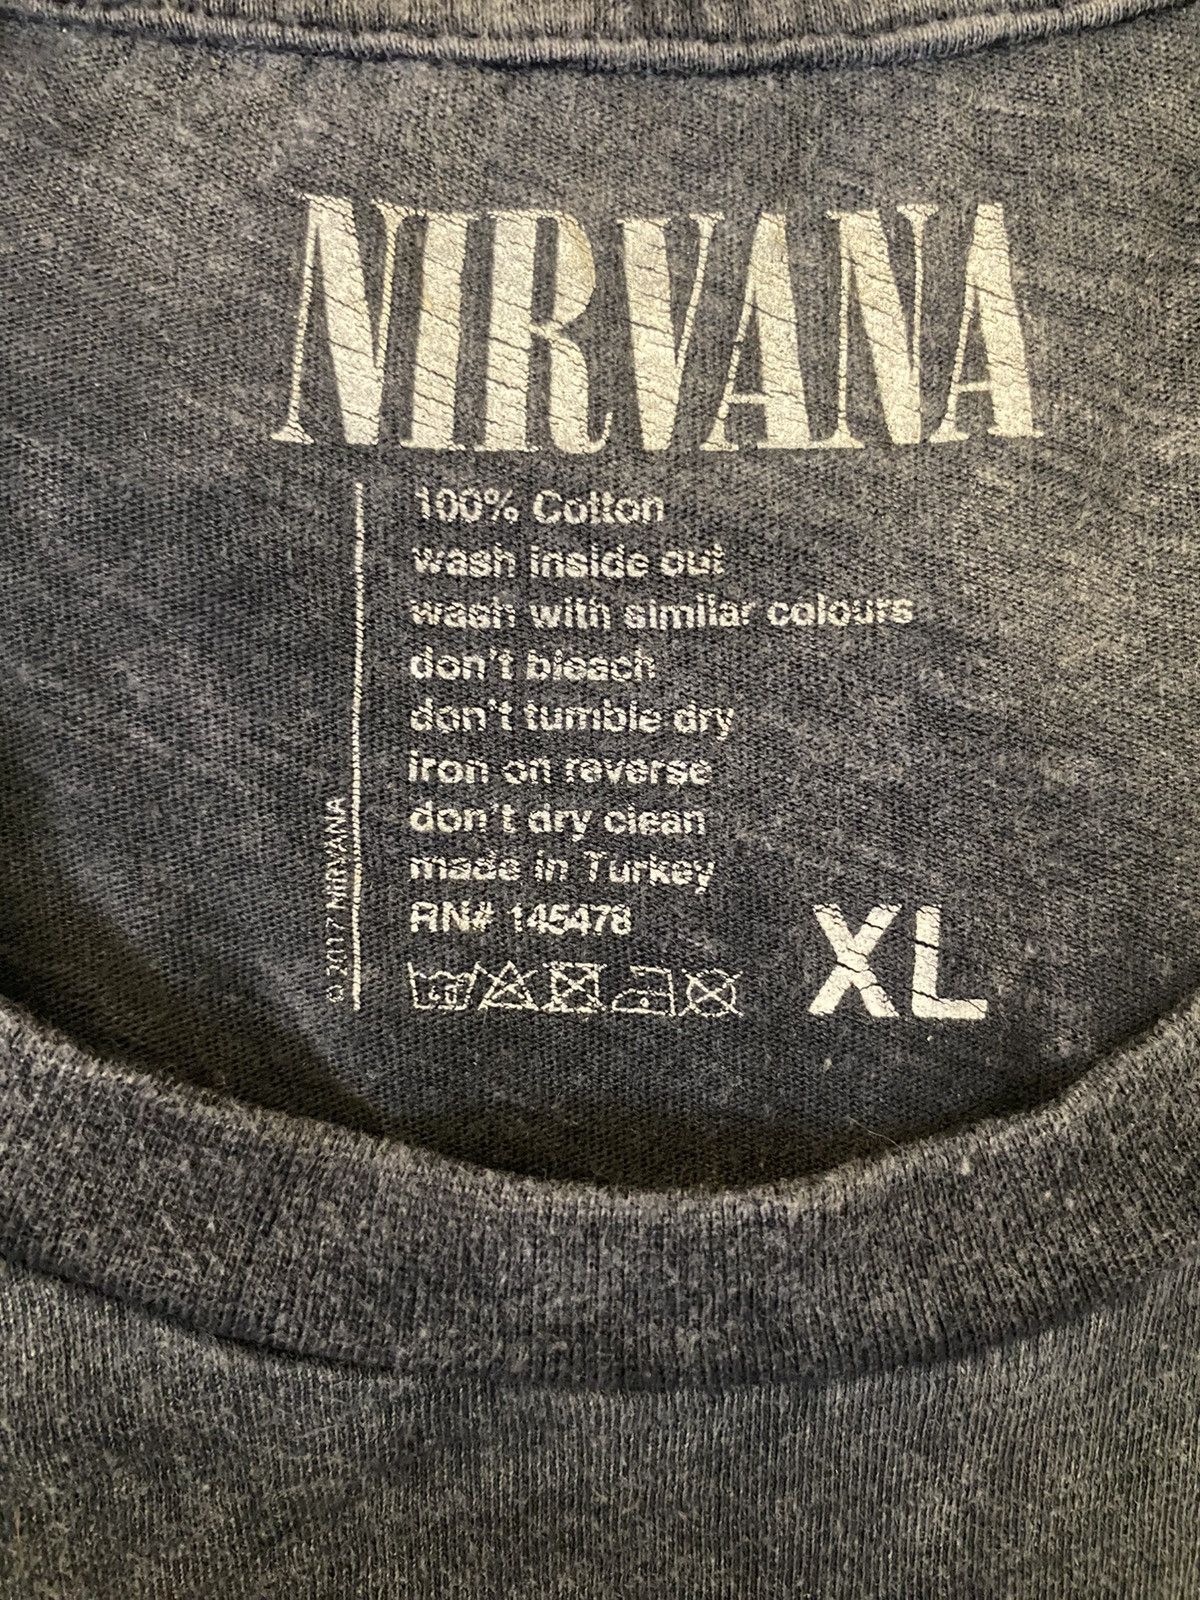 NIRVANA
100% Cotton
wash inside out
wash with similar colours
don't bleach
don't tumble dry
iron on reverse
don't dry clean
made in Turkey
RN# 145478
40
XL
© 2017 NIRVANA